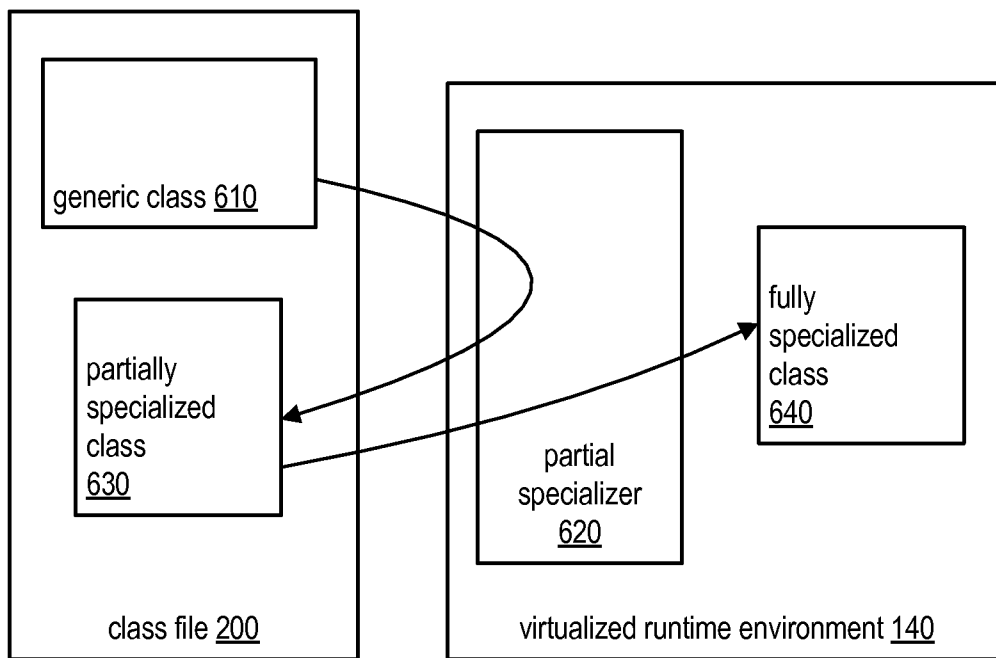 generic class 610
partially
specialized
class
630
class file 200
partial
specializer
620
fully
specialized
class
640
virtualized runtime environment 140